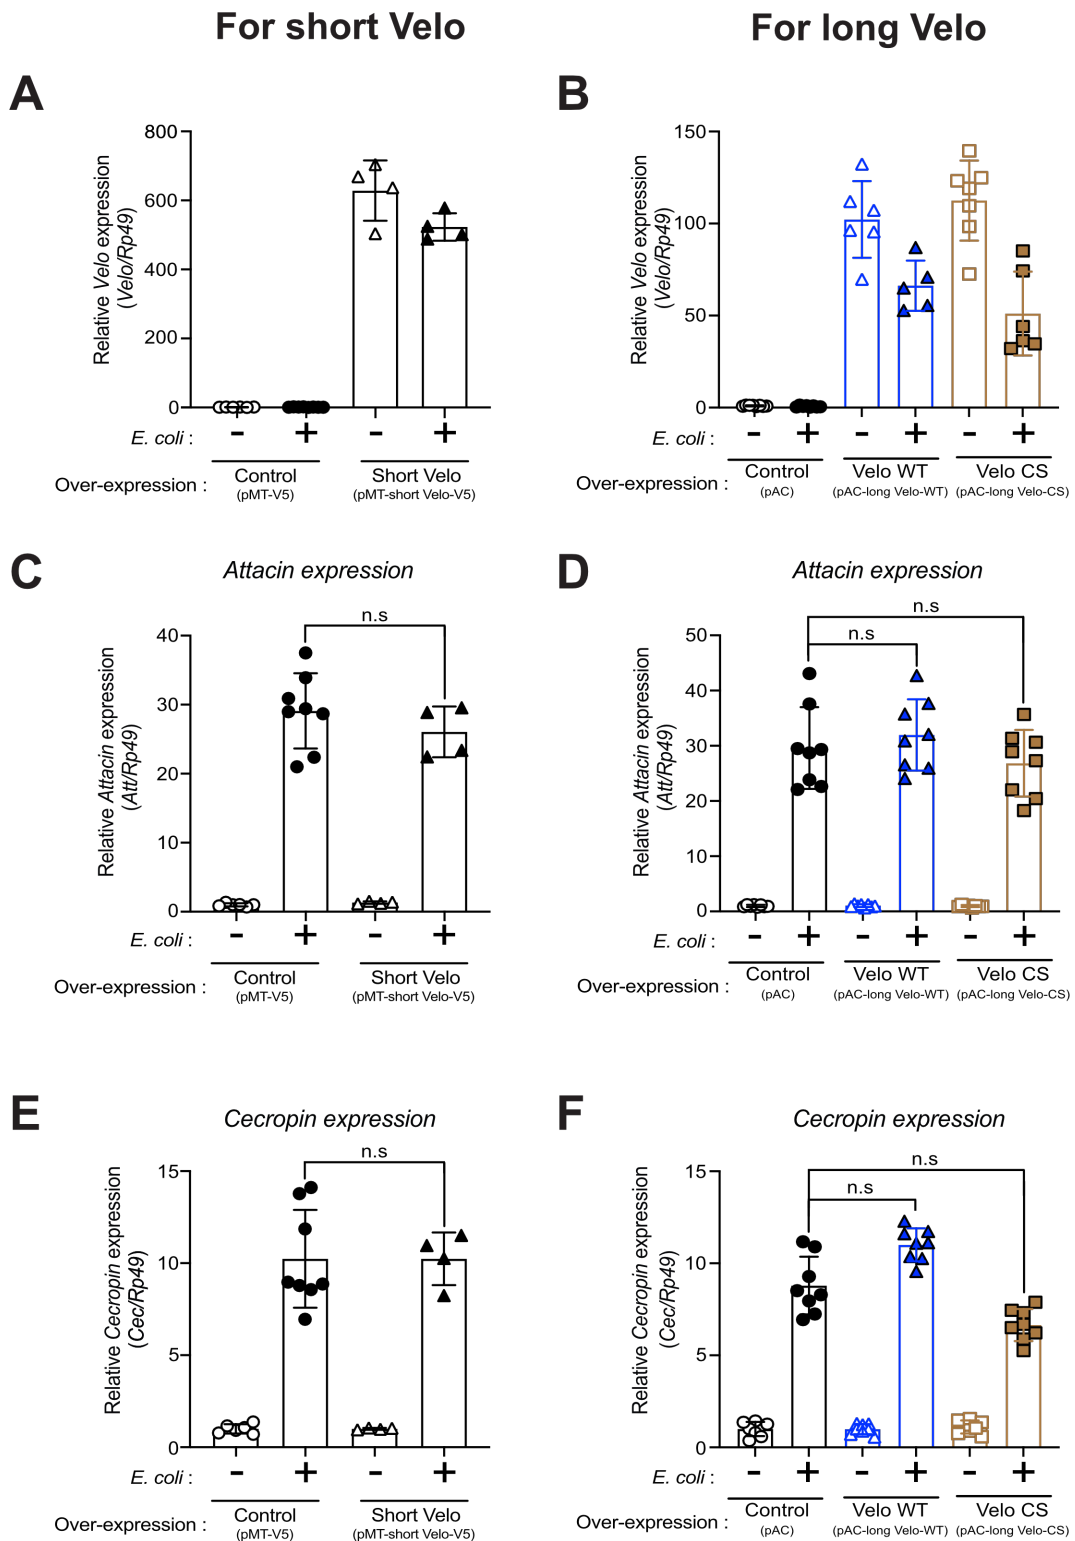 For short Velo
For long Velo
A
Relative Velo expression
(Velo/Rp49)
800
600
400
200
0
E. coli : - + - +
Over-expression : Control Short Velo
(pMT-V5) (pMT-short Velo-V5)
B
Relative Velo expression
(Velo/Rp49)
150
100
50
0
E. coli : - + - + - +
Over-expression : Control Velo WT Velo CS
(pAC) (pAC-long Velo-WT) (pAC-long Velo-CS)
C
Attacin expression
Relative Attacin expression
(Att/Rp49)
n.s
40
30
20
10
0
E. coli : - + - +
Over-expression : Control Short Velo
(pMT-V5) (pMT-short Velo-V5)
D
Attacin expression
Relative Attacin expression
(Att/Rp49)
n.s
n.s
50
40
30
20
10
0
E. coli : - + - + - +
Over-expression : Control Velo WT Velo CS
(pAC) (pAC-long Velo-WT) (pAC-long Velo-CS)
E
Cecropin expression
Relative Cecropin expression
(Cec/Rp49)
n.s
15
10
5
0
E. coli : - + - +
Over-expression : Control Short Velo
(pMT-V5) (pMT-short Velo-V5)
F
Cecropin expression
Relative Cecropin expression
(Cec/Rp49)
n.s
n.s
15
10
5
0
E. coli : - + - + - +
Over-expression : Control Velo WT Velo CS
(pAC) (pAC-long Velo-WT) (pAC-long Velo-CS)